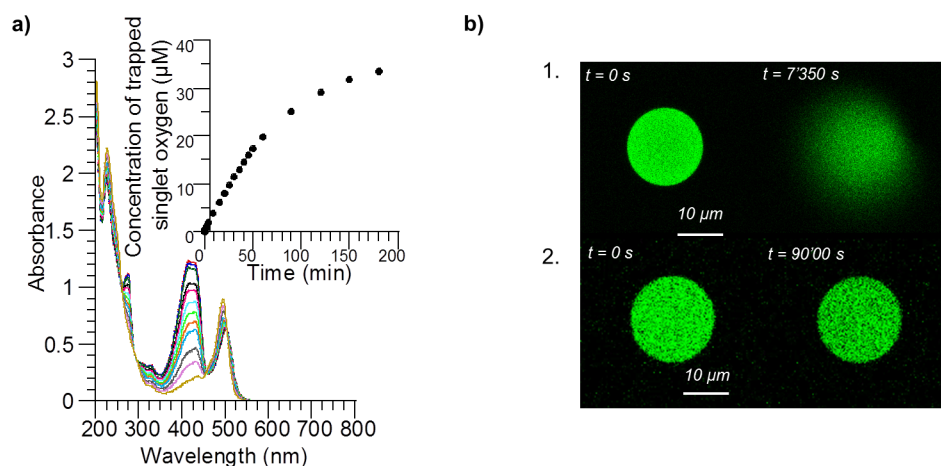 a)
Concentration of trapped
singlet oxygen (µM)
40
30
20
10
0
0 50 100 150 200
Time (min)
Absorbance
3
2.5
2
1.5
1
0.5
0
200 300 400 500 600 700 800
Wavelength (nm)
b)
1.
t = 0 s
t = 7'350 s
10 µm
2.
t = 0 s
t = 90'00 s
10 µm